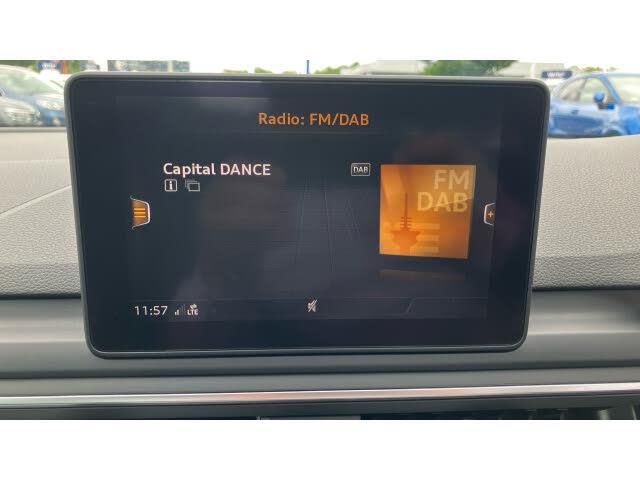 Radio: FM/DAB
Capital DANCE
DAB
FM
DAB
11:57
LTE